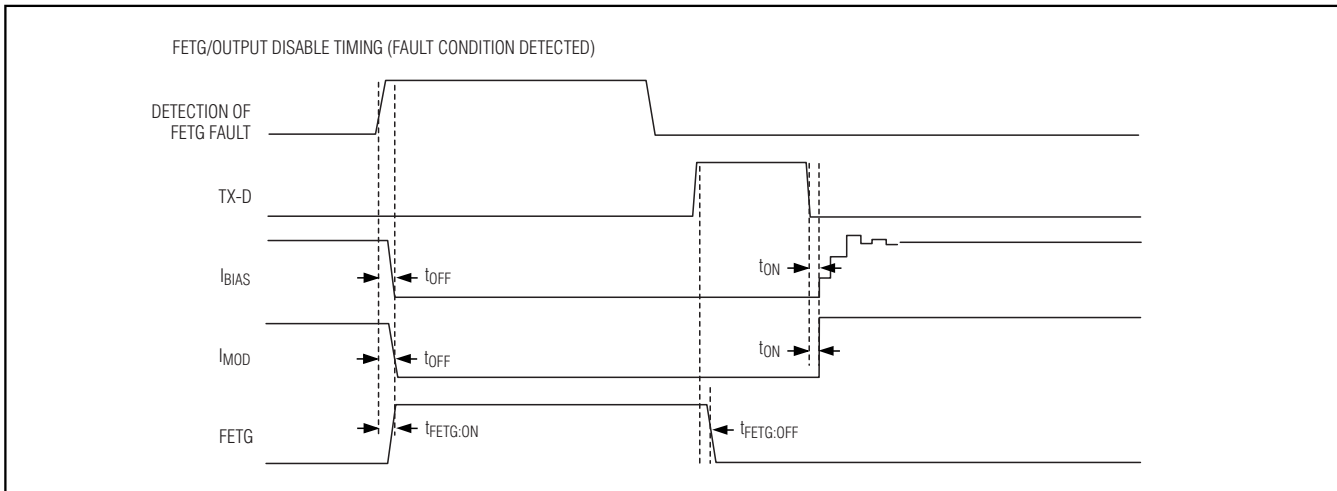 FETG/OUTPUT DISABLE TIMING (FAULT CONDITION DETECTED)
DETECTION OF
FETG FAULT
TX-D
IBIAS
tOFF
tON
IMOD
tOFF
tON
FETG
tFETG:ON
tFETG:OFF